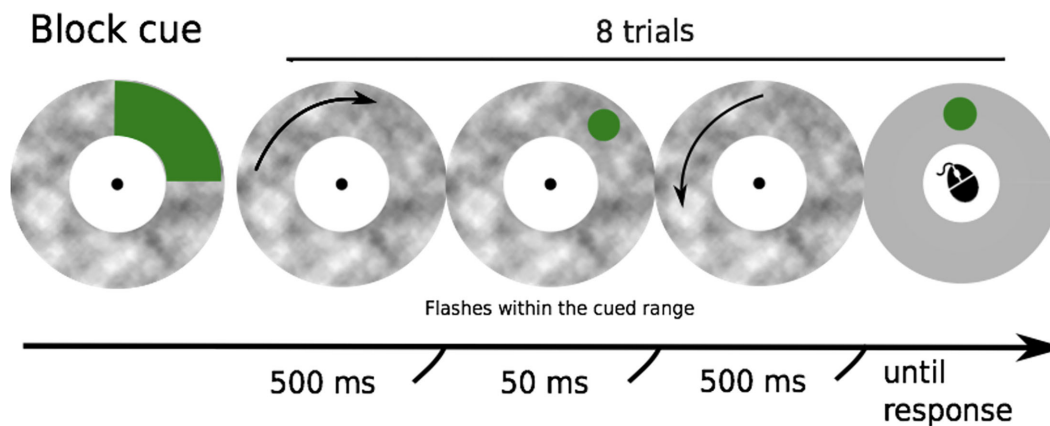 Block cue
8 trials
Flashes within the cued range
500 ms
50 ms
500 ms
until
response